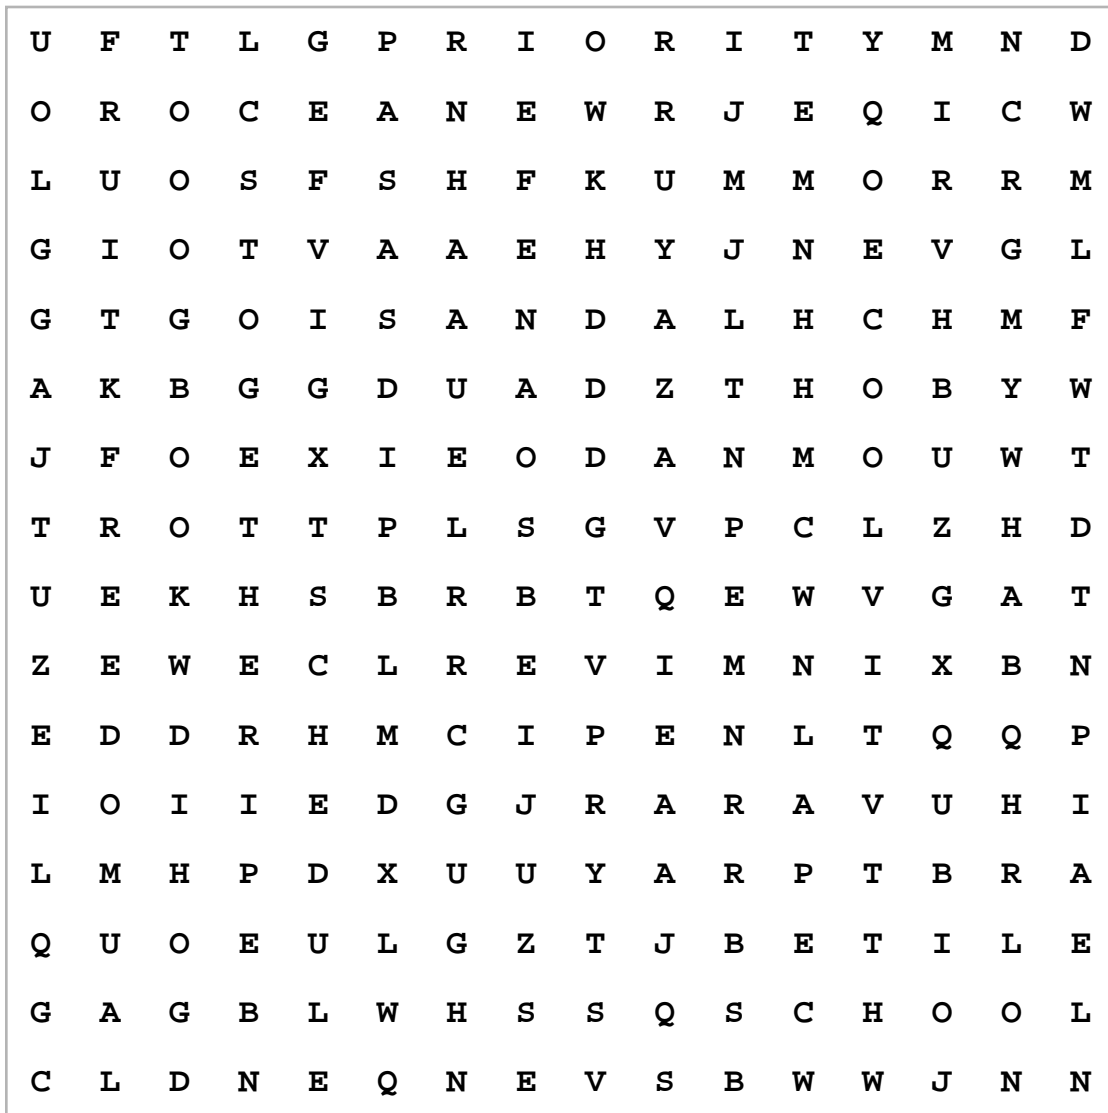 U F T L G P R I O R I T Y M N D
O R O C E A N E W R J E Q I C W
L U O S F S H F K U M M O R R M
G I O T V A A E H Y J N E V G L
G T G O I S A N D A L H C H M F
A K B G G D U A D Z T H O B Y W
J F O E X I E O D A N M O U W T
T R O T T P L S G V P C L Z H D
U E K H S B R B T Q E W V G A T
Z E W E C L R E V I M N I X B N
E D D R H M C I P E N L T Q Q P
I O I I E D G J R A R A V U H I
L M H P D X U U Y A R P T B R A
Q U O E U L G Z T J B E T I L E
G A G B L W H S S Q S C H O O L
C L D N E Q N E V S B W W J N N